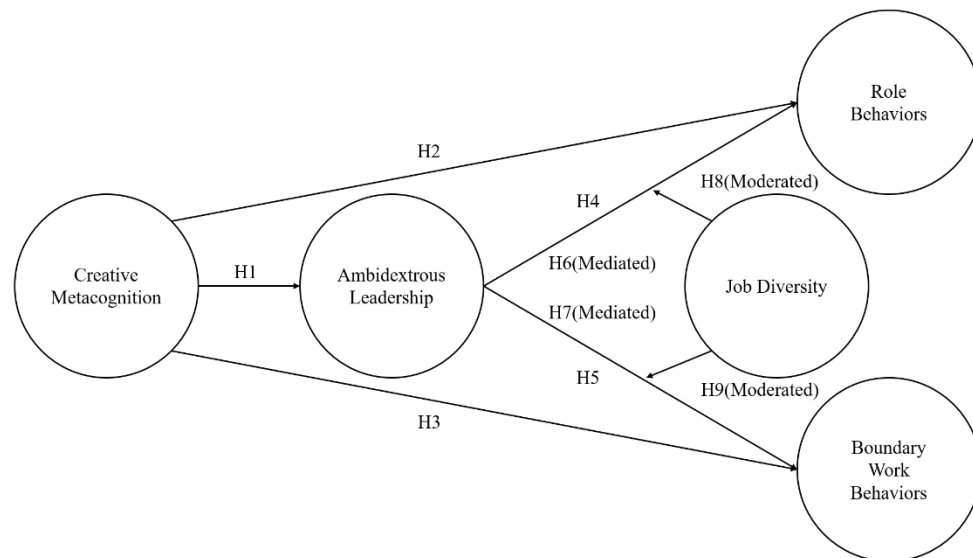 Role
Behaviors
H2
H8(Moderated)
H4
H1
Creative
Metacognition
Ambidextrous
Leadership
H6(Mediated)
Job Diversity
H7(Mediated)
H5
H9(Moderated)
H3
Boundary
Work
Behaviors